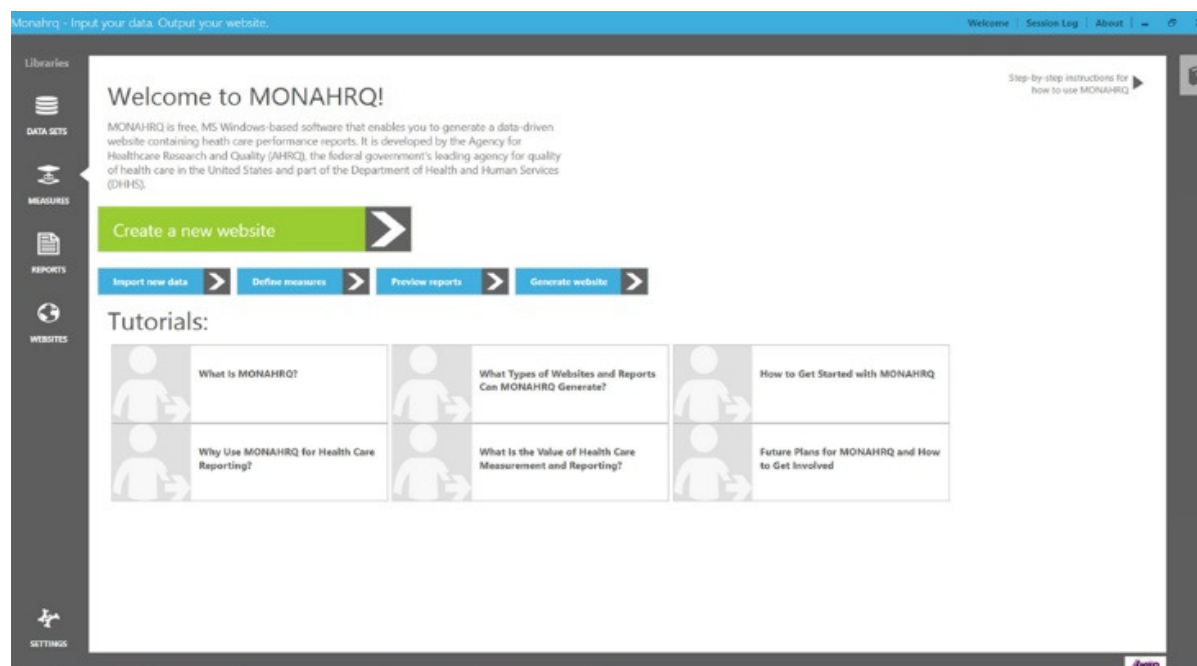 Monahrq - Input your data. Output your website.
Welcome | Session Log | About
Libraries
DATA SETS
MEASURES
REPORTS
WEBSITES
SETTINGS
Step-by-step instructions for
how to use MONAHRQ
Welcome to MONAHRQ!
MONAHRQ is free, MS Windows-based software that enables you to generate a data-driven
website containing heath care performance reports. It is developed by the Agency for
Healthcare Research and Quality (AHRQ), the federal government's leading agency for quality
of health care in the United States and part of the Department of Health and Human Services
(DHHS).
Create a new website
Import new data
Define measures
Preview reports
Generate website
Tutorials:
What Is MONAHRQ?
What Types of Websites and Reports
Can MONAHRQ Generate?
How to Get Started with MONAHRQ
Why Use MONAHRQ for Health Care
Reporting?
What Is the Value of Health Care
Measurement and Reporting?
Future Plans for MONAHRQ and How
to Get Involved